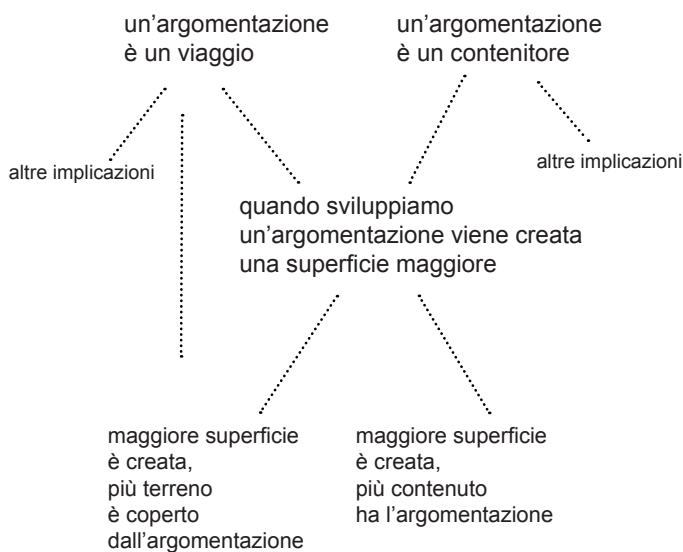 un'argomentazione
è un viaggio
un'argomentazione
è un contenitore
altre implicazioni
altre implicazioni
quando sviluppiamo
un'argomentazione viene creata
una superficie maggiore
maggiore superficie
è creata,
più terreno
è coperto
dall'argomentazione
maggiore superficie
è creata,
più contenuto
ha l'argomentazione